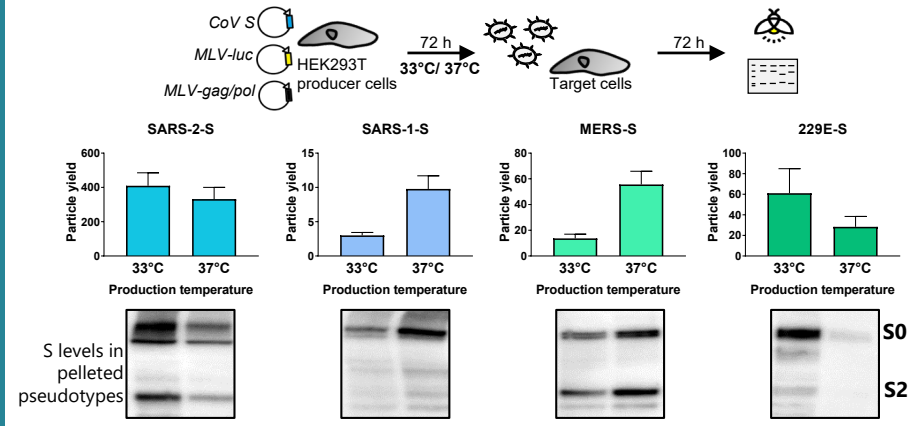 CoV S
MLV-luc
MLV-gag/pol
HEK293T
producer cells
72 h
33°C/ 37°C
Target cells
72 h
SARS-2-S
Particle yield
600
400
200
0
33°C 37°C
Production temperature
SARS-1-S
Particle yield
15
10
5
0
33°C 37°C
Production temperature
MERS-S
Particle yield
80
60
40
20
0
33°C 37°C
Production temperature
229E-S
Particle yield
100
80
60
40
20
0
33°C 37°C
Production temperature
S levels in
pelleted
pseudotypes
S0
S2